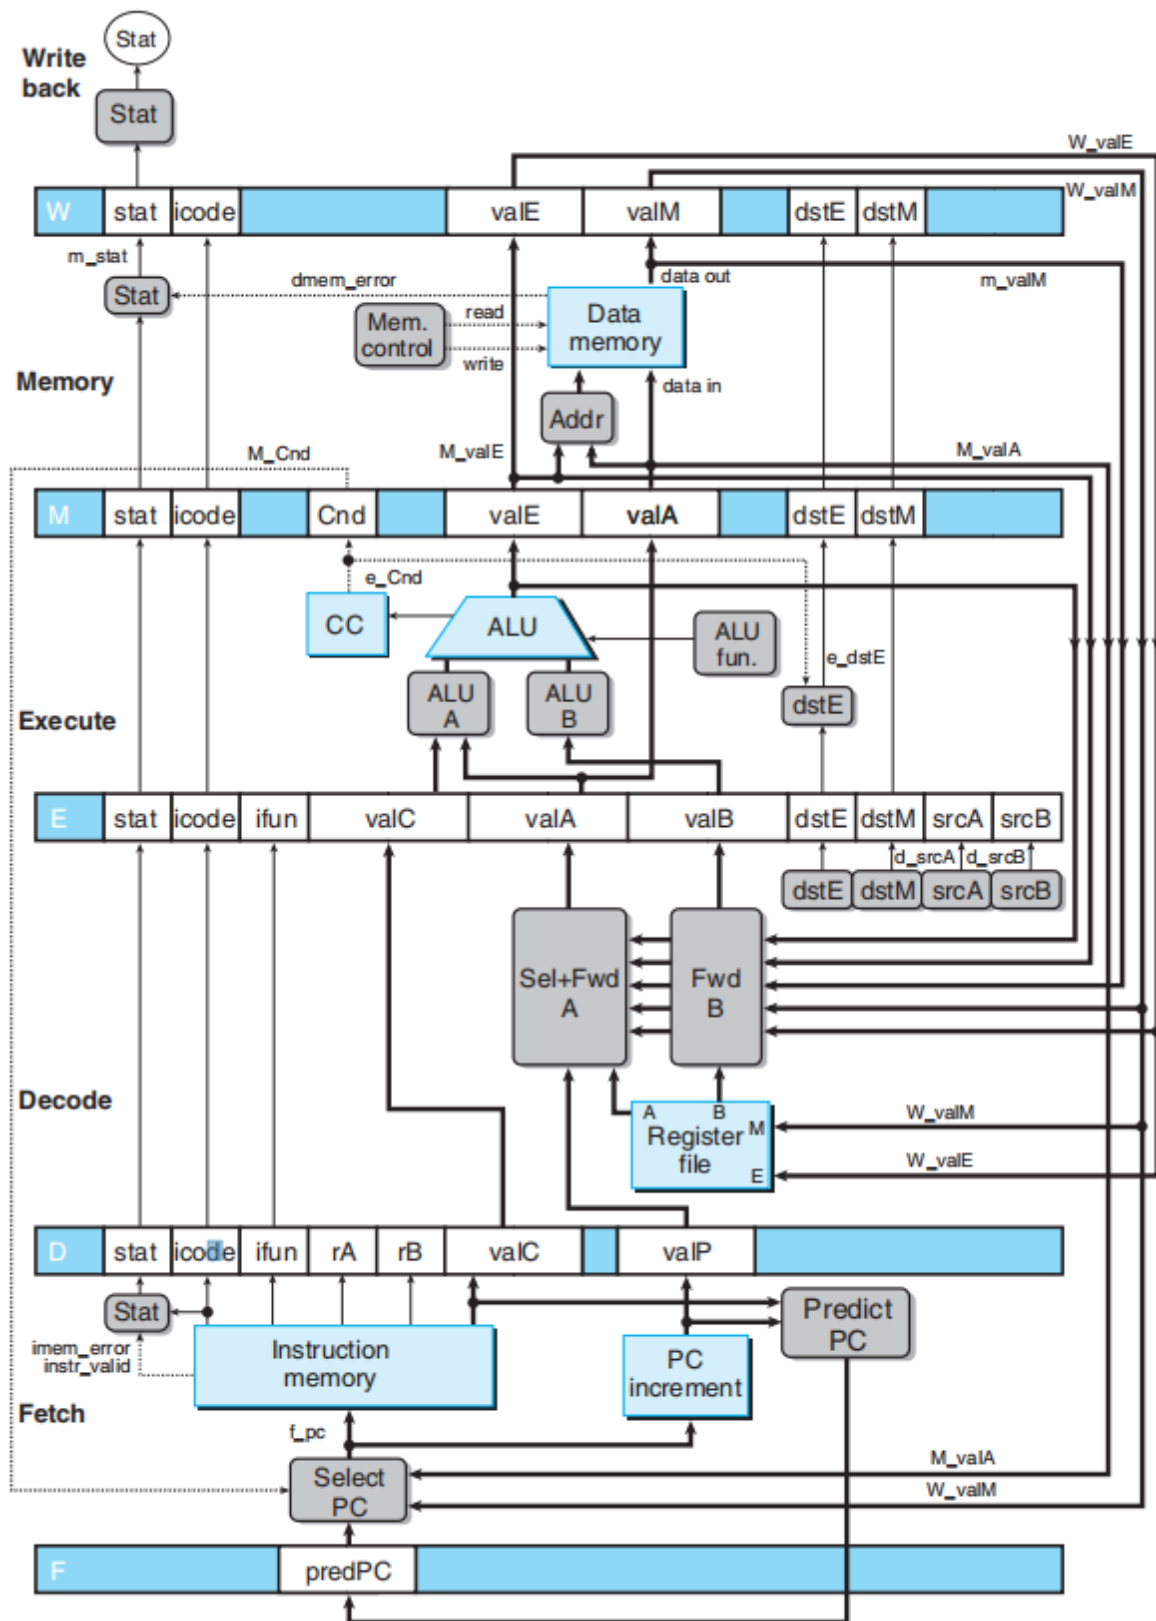 Stat
Write
back
Stat
W_valE
W_valM
W stat icode valE valM dstE dstM
m_stat
data out
m_valM
dmem_error
Stat
read
Mem.
control
Data
memory
write
Memory
data in
Addr
M_Cnd
M_valE
M_valA
M stat icode Cnd valE valA dstE dstM
e_Cnd
CC
ALU
ALU
fun.
e_dstE
ALU
A
ALU
B
dstE
Execute
E stat icode ifun valC valA valB dstE dstM srcA srcB
d_srcA d_srcB
dstE dstM srcA srcB
Sel+Fwd
A
Fwd
B
Decode
A B
W_valM
M
Register
file
W_valE
E
D stat icode ifun rA rB valC valP
Stat
Predict
PC
imem_error
instr_valid
Instruction
memory
PC
increment
Fetch
f_pc
M_valA
Select
PC
W_valM
F predPC